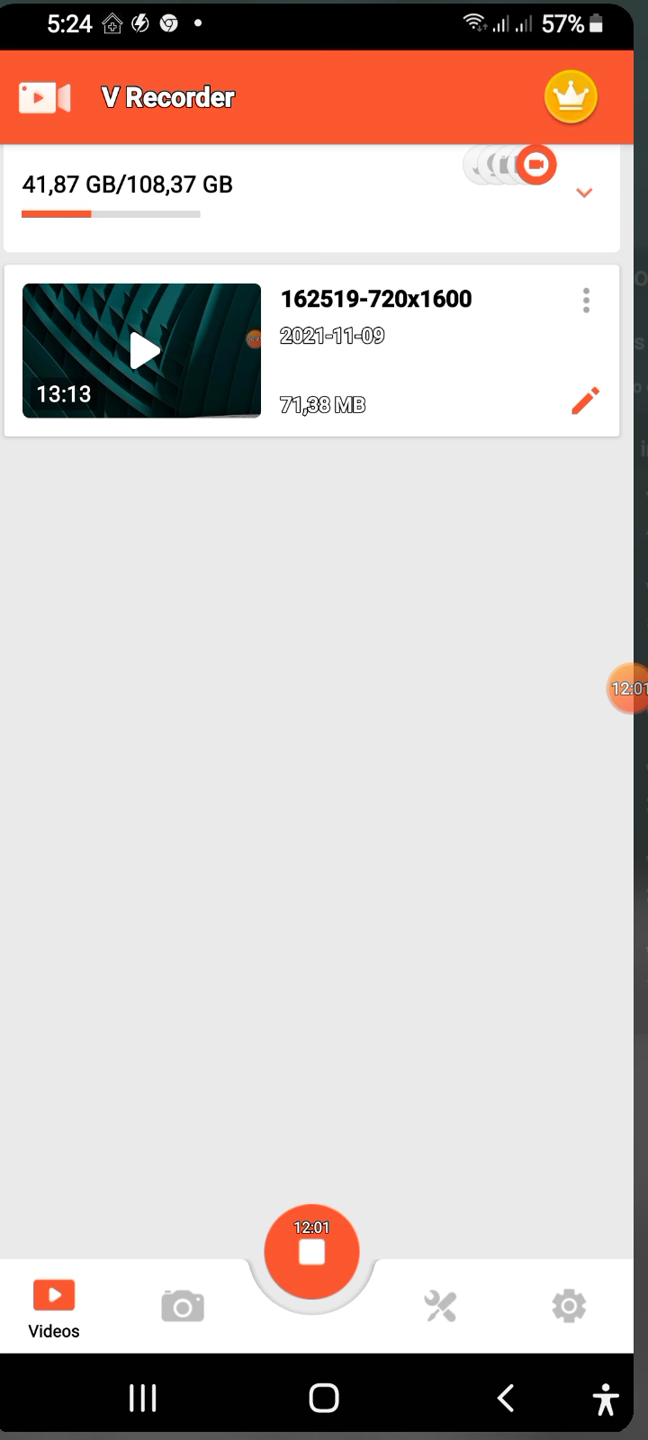 5:24
57%
V Recorder
41,87 GB/108,37 GB
162519-720x1600
2021-11-09
13:13
71,38 MB
12:01
12:01
Videos